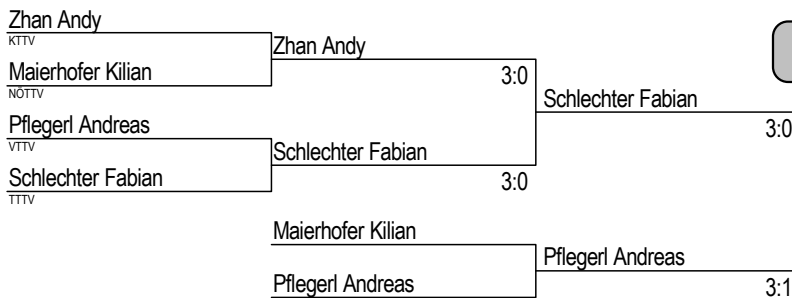 Zhan Andy
KTTV
Maierhofer Kilian
NÖTTV
Pflegerl Andreas
VTTV
Schlechter Fabian
TTTV
Zhan Andy
3:0
Schlechter Fabian
3:0
Schlechter Fabian
3:0
Maierhofer Kilian
Pflegerl Andreas
Pflegerl Andreas
3:1